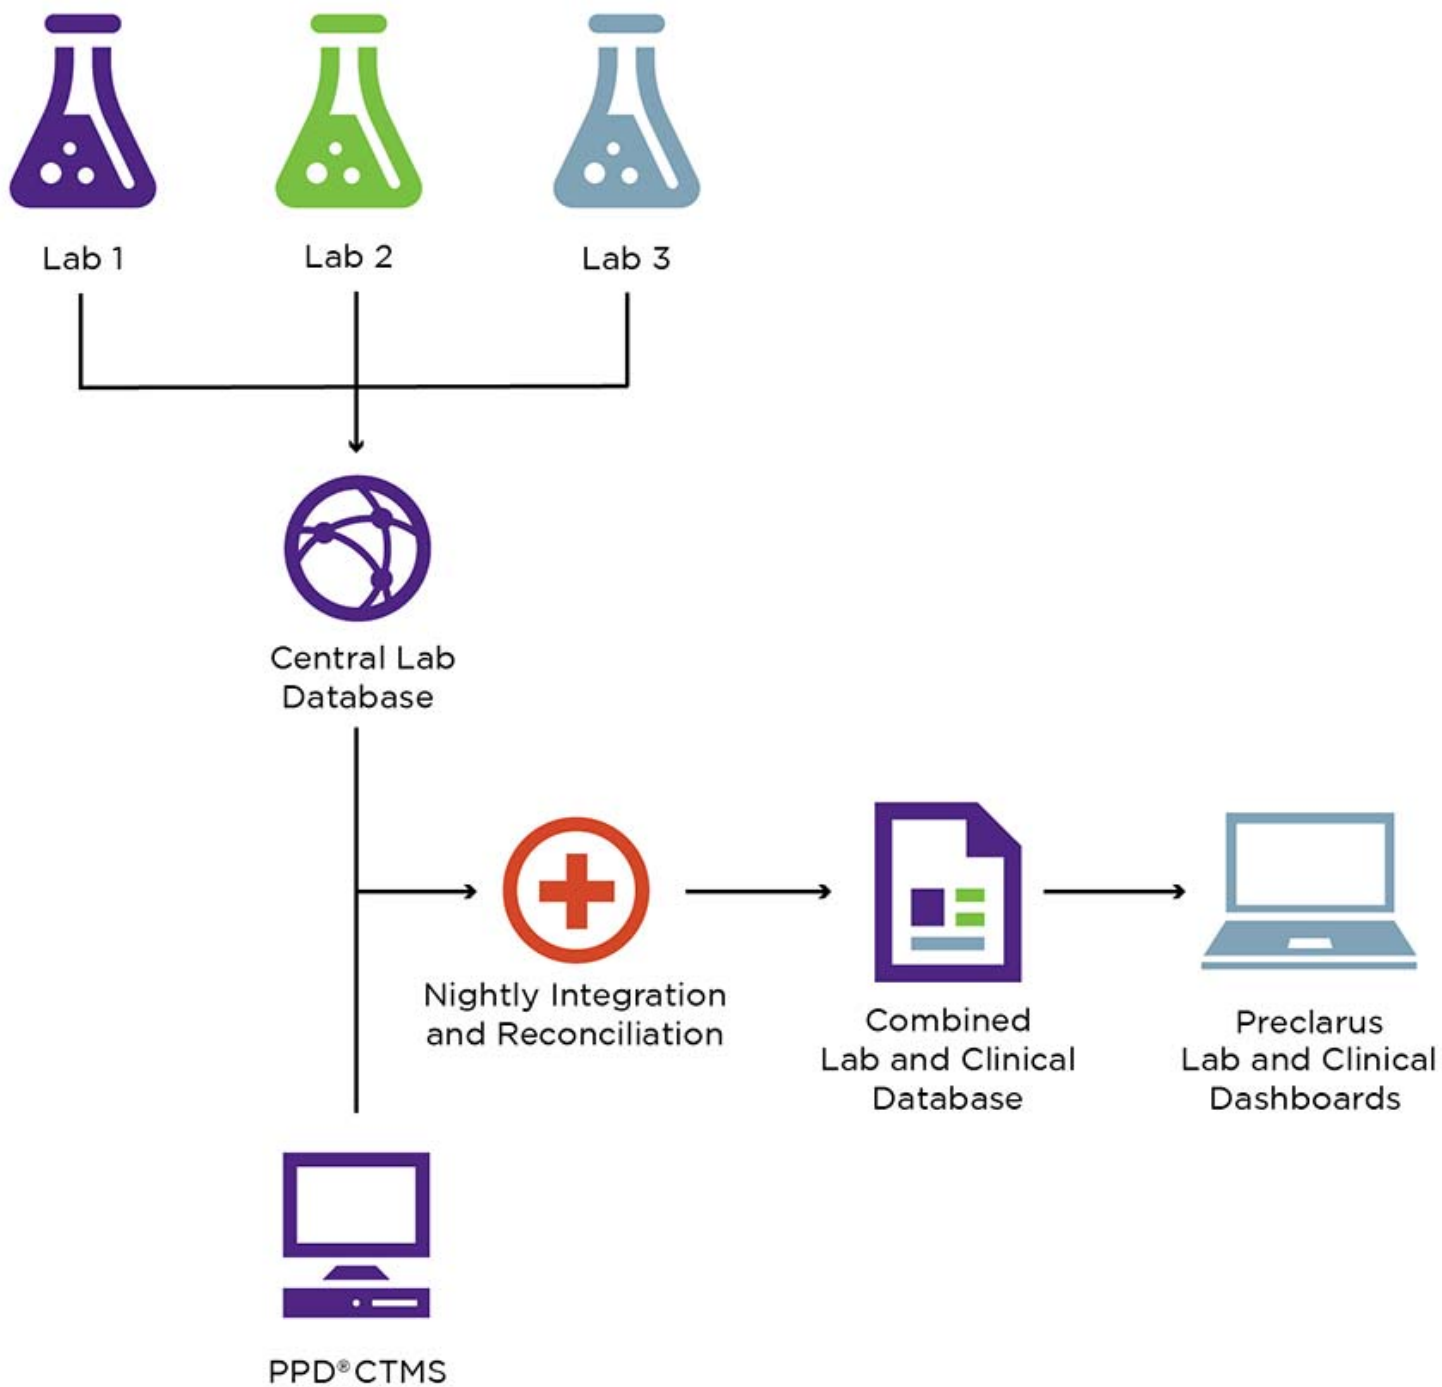 Lab 1
Lab 2
Lab 3
Central Lab
Database
Nightly Integration
and Reconciliation
Combined
Lab and Clinical
Database
Preclarus
Lab and Clinical
Dashboards
PPD® CTMS